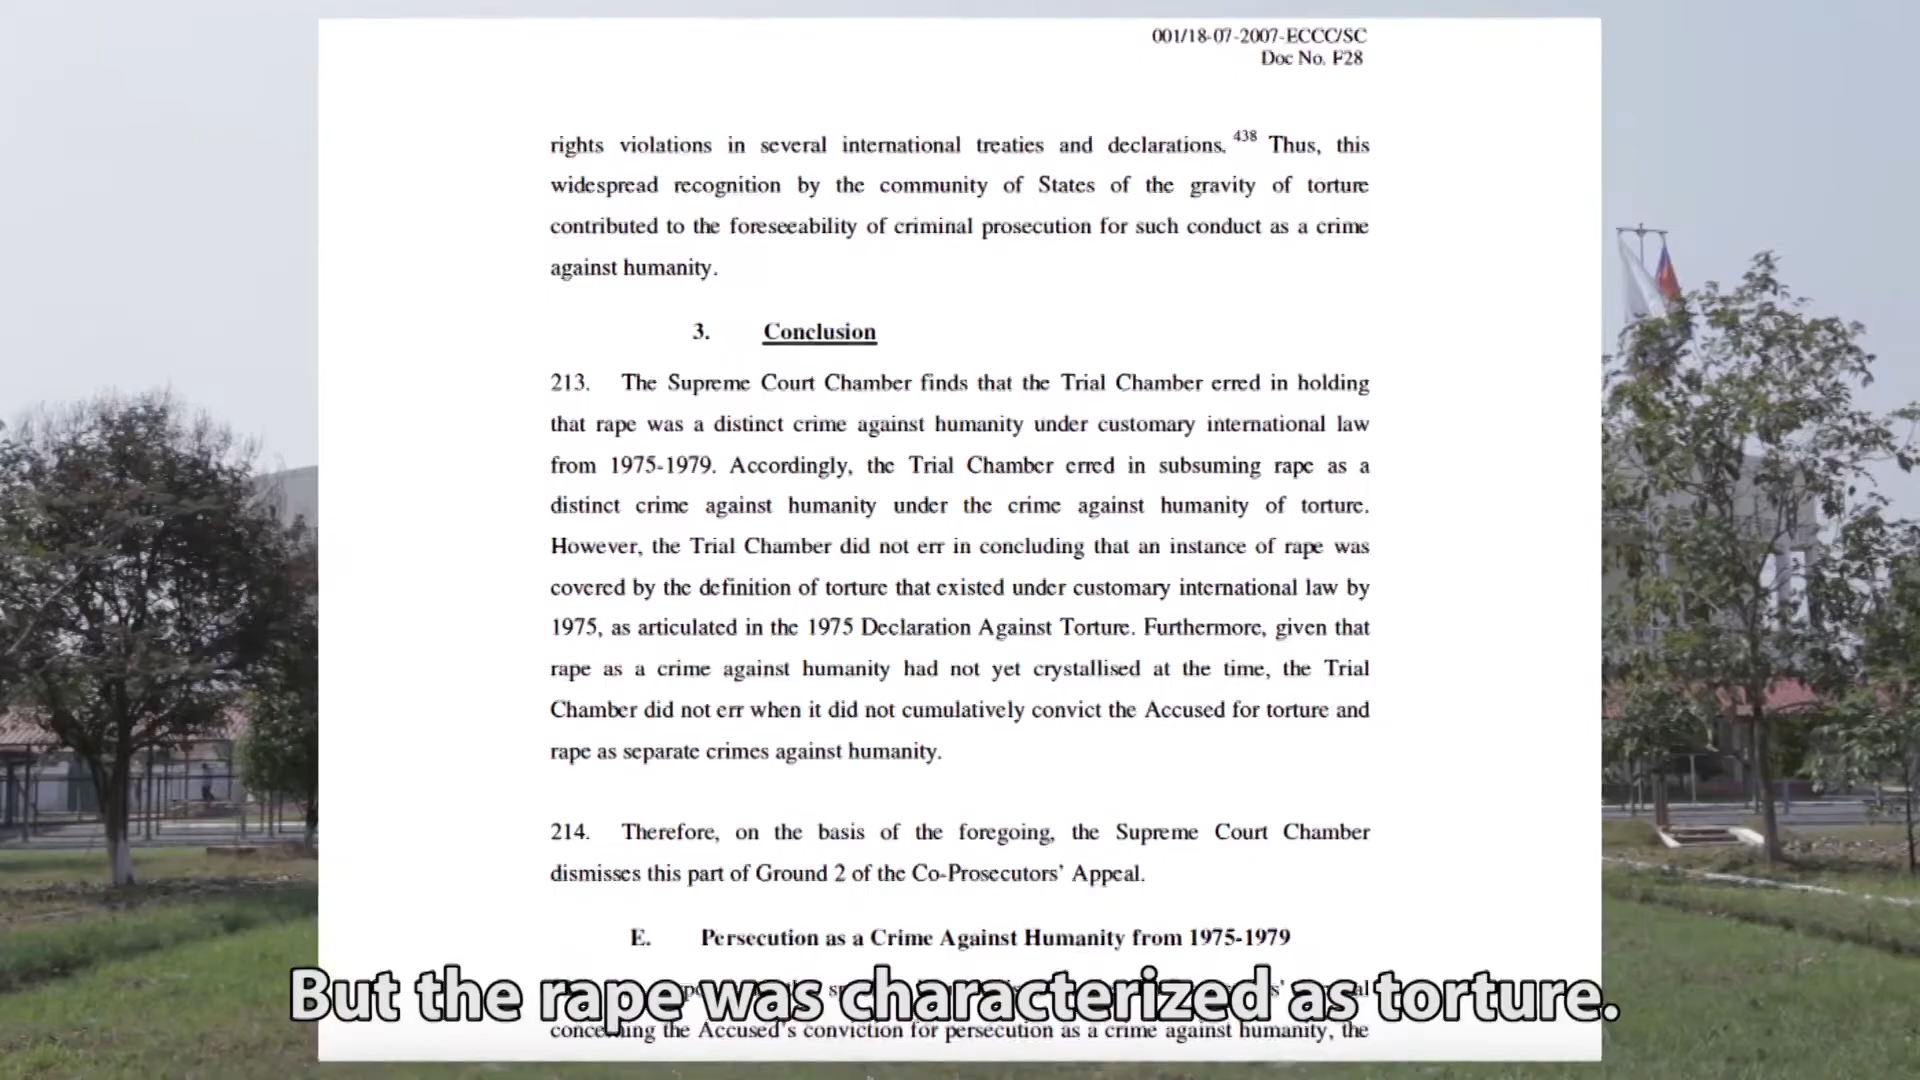 001/18-07-2007-ECCC/SC
Doc No. F28
rights violations in several international treaties and declarations. 438 Thus, this
widespread recognition by the community of States of the gravity of torture
contributed to the foreseeability of criminal prosecution for such conduct as a crime
against humanity.
3. Conclusion
213. The Supreme Court Chamber finds that the Trial Chamber erred in holding
that rape was a distinct crime against humanity under customary international law
from 1975-1979. Accordingly, the Trial Chamber erred in subsuming rape as a
distinct crime against humanity under the crime against humanity of torture.
However, the Trial Chamber did not err in concluding that an instance of rape was
covered by the definition of torture that existed under customary international law by
1975, as articulated in the 1975 Declaration Against Torture. Furthermore, given that
rape as a crime against humanity had not yet crystallised at the time, the Trial
Chamber did not err when it did not cumulatively convict the Accused for torture and
rape as separate crimes against humanity.
214. Therefore, on the basis of the foregoing, the Supreme Court Chamber
dismisses this part of Ground 2 of the Co-Prosecutors' Appeal.
E. Persecution as a Crime Against Humanity from 1975-1979
But the rape was characterized as torture.
concerning the Accused's conviction for persecution as a crime against humanity, the